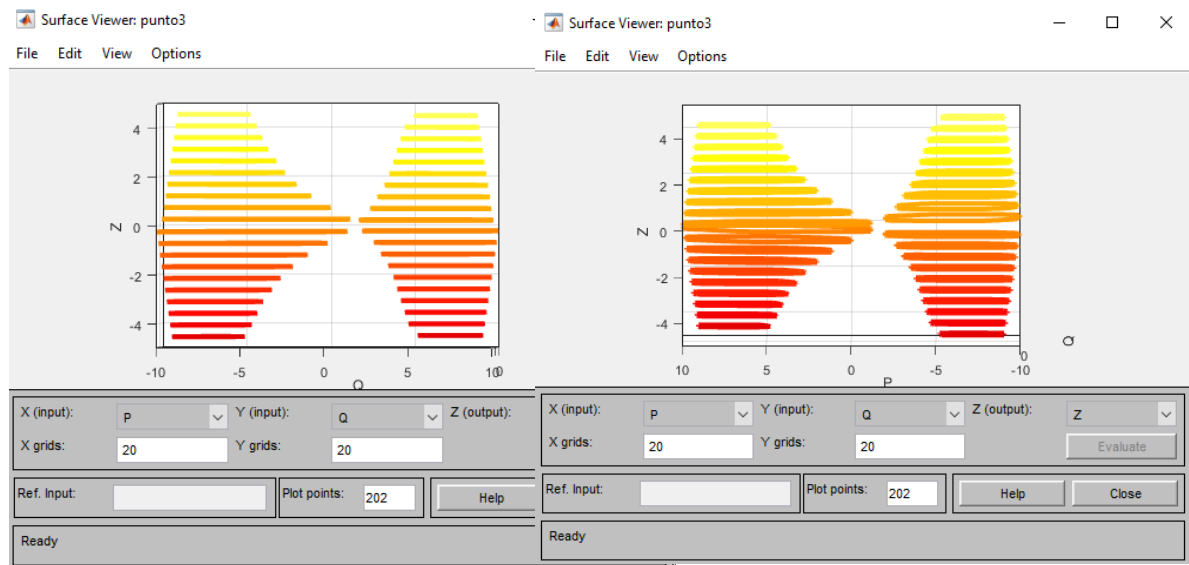 Surface Viewer: punto3
File Edit View Options
4
2
Z 0
-2
-4
-10 -5 0 5 10
Q
X (input): P Y (input): Q Z (output):
X grids: 20 Y grids: 20
Ref. Input: Plot points: 202 Help
Ready
Surface Viewer: punto3
File Edit View Options
4
2
Z 0
-2
-4
10 5 0 -5 -10
0
P
Q
X (input): P Y (input): Q Z (output): Z
X grids: 20 Y grids: 20 Evaluate
Ref. Input: Plot points: 202 Help Close
Ready